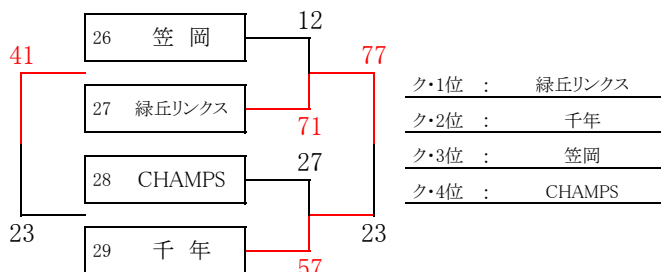 12
41
26 笠 岡
77
ク・1位 : 緑丘リンクス
27 緑丘リンクス
71
ク・2位 : 千年
27
ク・3位 : 笠岡
28 CHAMPS
ク・4位 : CHAMPS
23
23
29 千 年
57